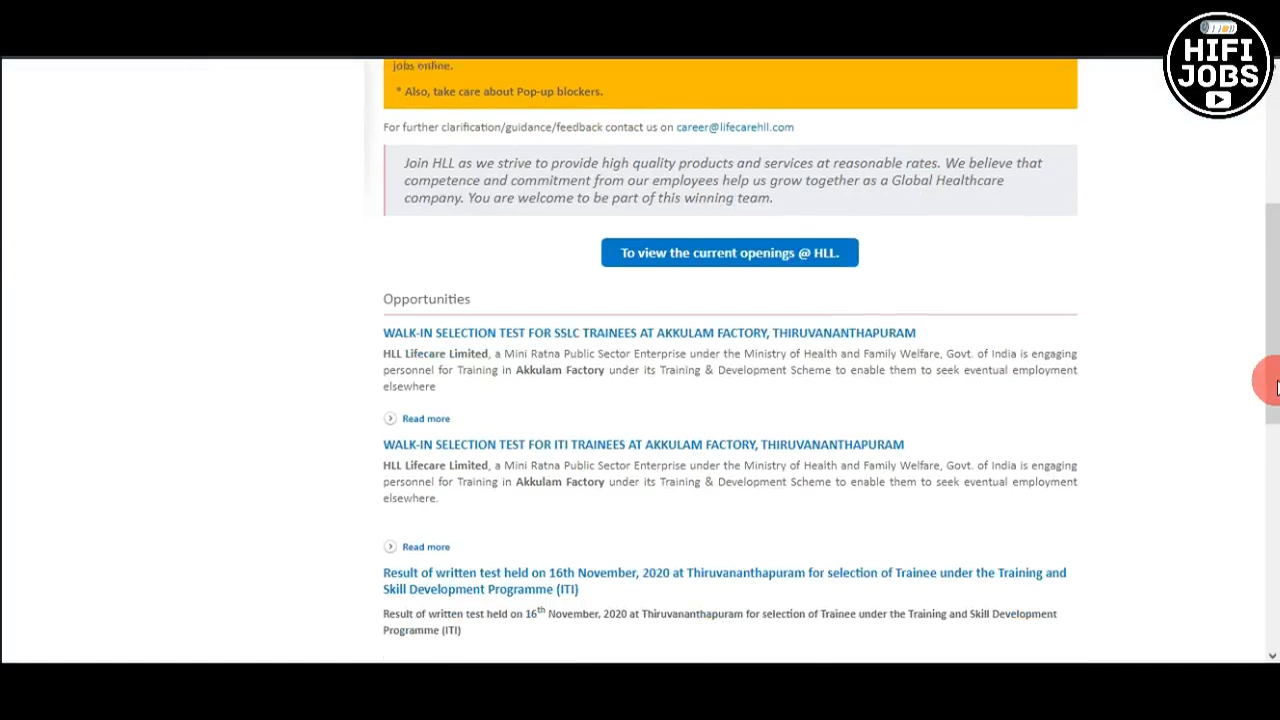 HIFI
JOBS
jobs online.
* Also, take care about Pop-up blockers.
For further clarification/guidance/feedback contact us on career@lifecarehll.com
Join HLL as we strive to provide high quality products and services at reasonable rates. We believe that
competence and commitment from our employees help us grow together as a Global Healthcare
company. You are welcome to be part of this winning team.
To view the current openings @ HLL.
Opportunities
WALK-IN SELECTION TEST FOR SSLC TRAINEES AT AKKULAM FACTORY, THIRUVANANTHAPURAM
HLL Lifecare Limited, a Mini Ratna Public Sector Enterprise under the Ministry of Health and Family Welfare, Govt. of India is engaging
personnel for Training in Akkulam Factory under its Training & Development Scheme to enable them to seek eventual employment
elsewhere
Read more
WALK-IN SELECTION TEST FOR ITI TRAINEES AT AKKULAM FACTORY, THIRUVANANTHAPURAM
HLL Lifecare Limited, a Mini Ratna Public Sector Enterprise under the Ministry of Health and Family Welfare, Govt. of India is engaging
personnel for Training in Akkulam Factory under its Training & Development Scheme to enable them to seek eventual employment
elsewhere.
Read more
Result of written test held on 16th November, 2020 at Thiruvananthapuram for selection of Trainee under the Training and
Skill Development Programme (ITI)
Result of written test held on 16th November, 2020 at Thiruvananthapuram for selection of Trainee under the Training and Skill Development
Programme (ITI)